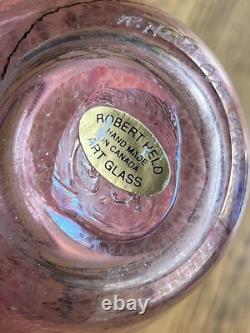 ROBERT HELD
HAND MADE
IN CANADA
ART GLASS